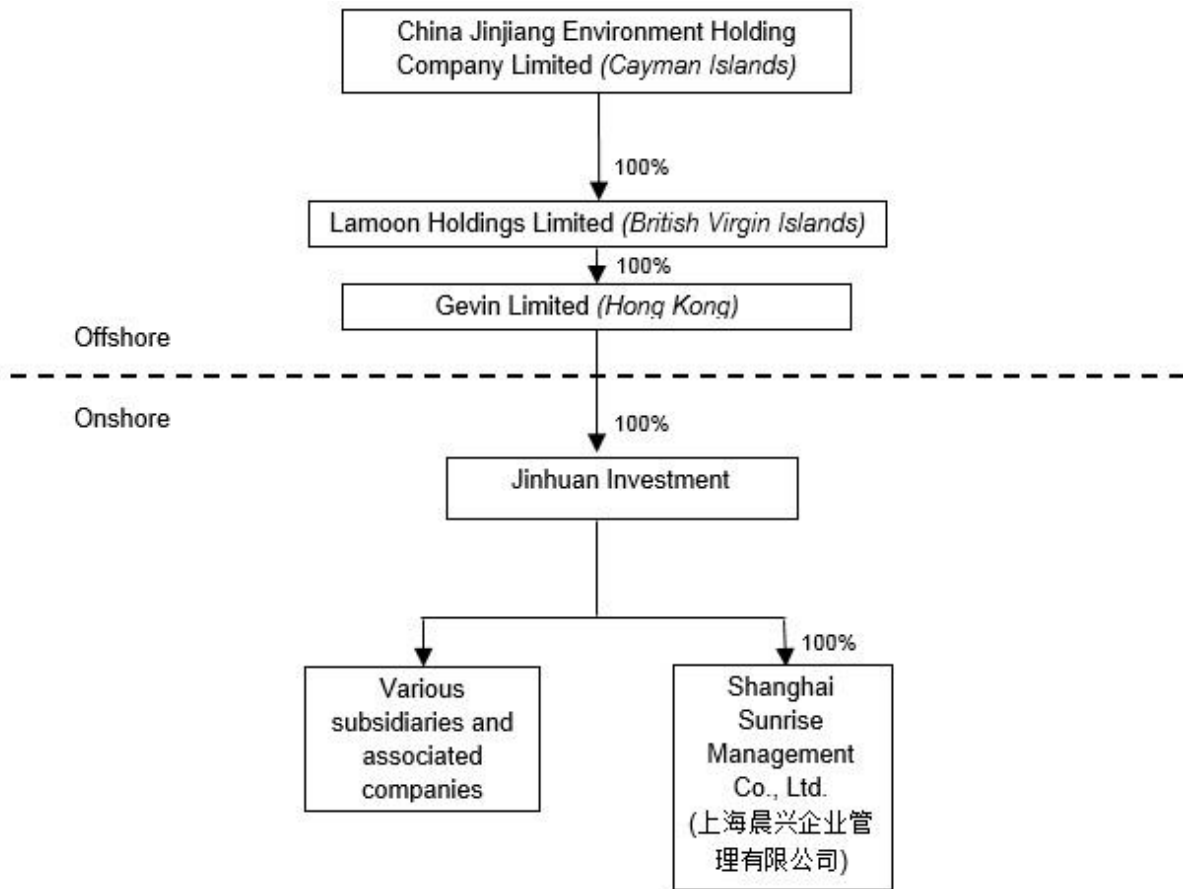 China Jinjiang Environment Holding
Company Limited (Cayman Islands)
100%
Lamoon Holdings Limited (British Virgin Islands)
100%
Gevin Limited (Hong Kong)
Offshore
Onshore
100%
Jinhuan Investment
100%
Various
subsidiaries and
associated
companies
Shanghai
Sunrise
Management
Co., Ltd.
(上海晨兴企业管
理有限公司)